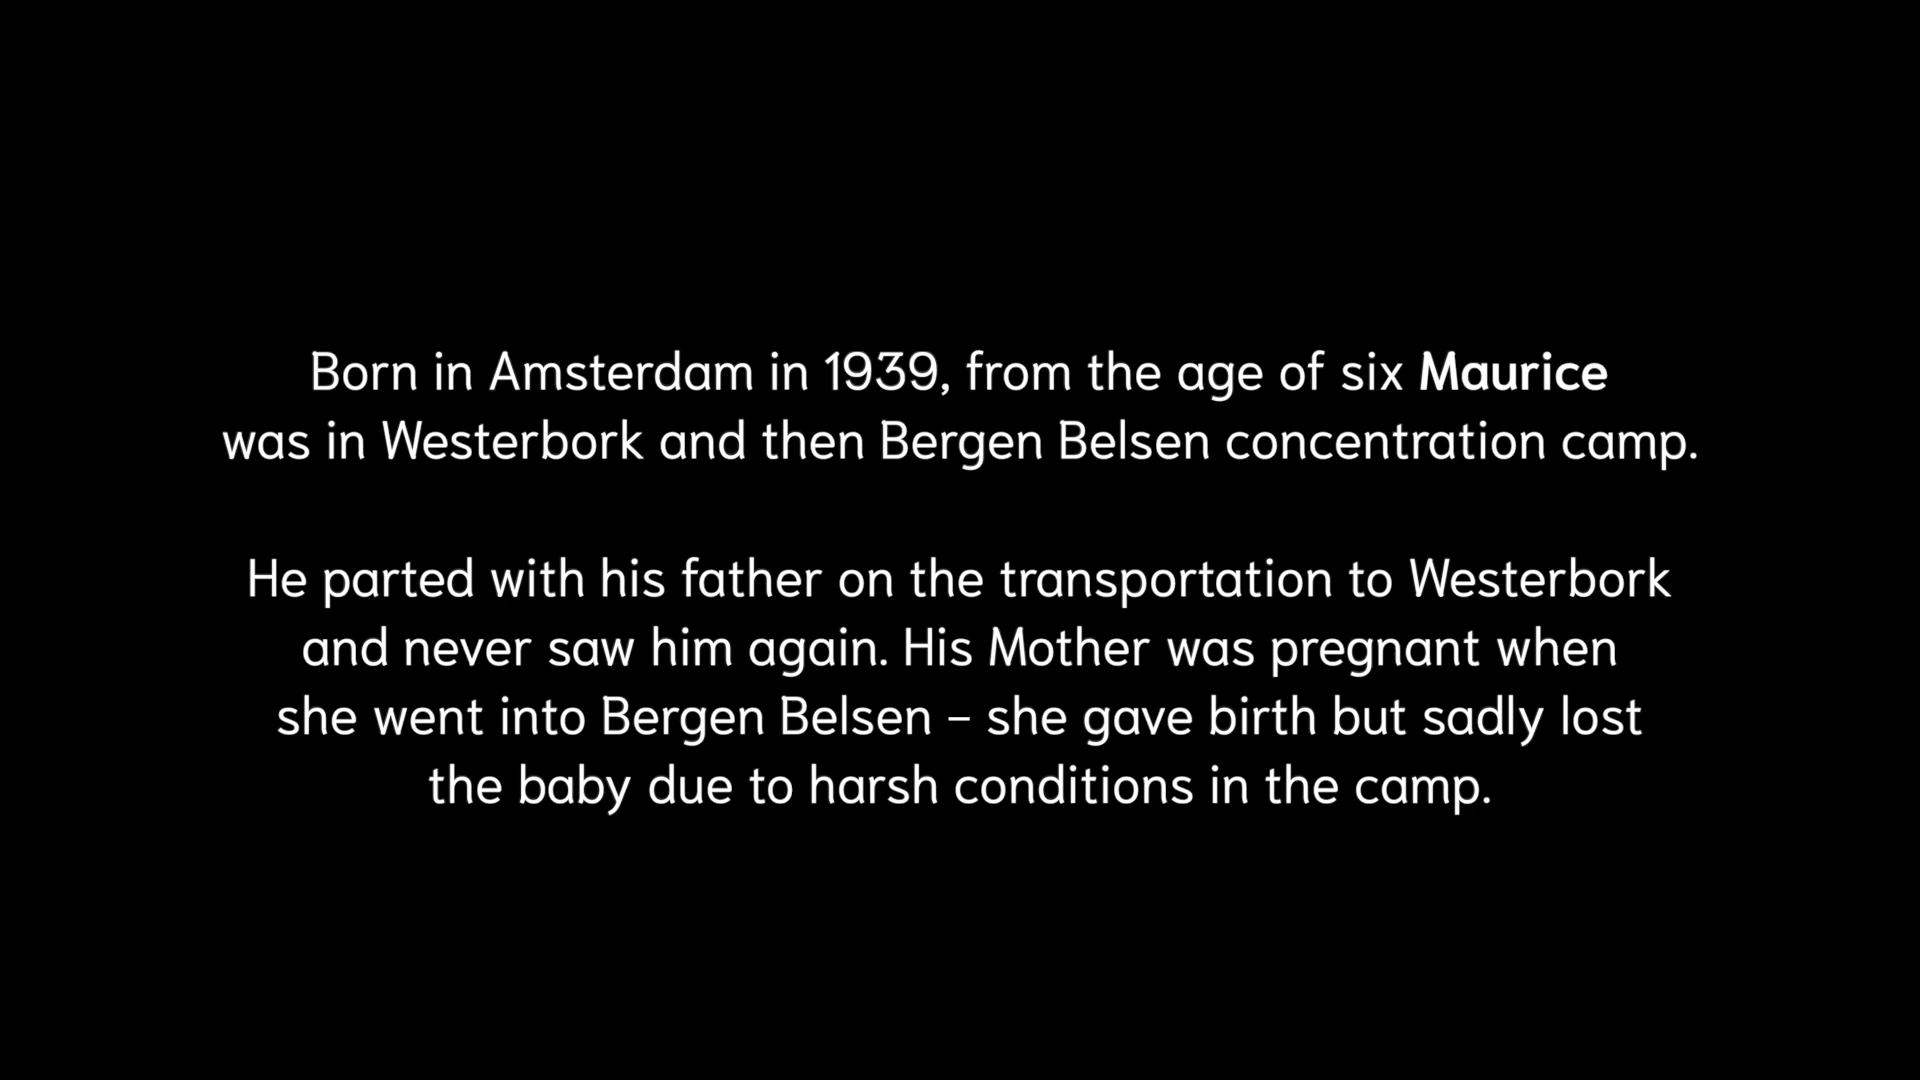 Born in Amsterdam in 1939, from the age of six Maurice
was in Westerbork and then Bergen Belsen concentration camp.
He parted with his father on the transportation to Westerbork
and never saw him again. His Mother was pregnant when
she went into Bergen Belsen – she gave birth but sadly lost
the baby due to harsh conditions in the camp.